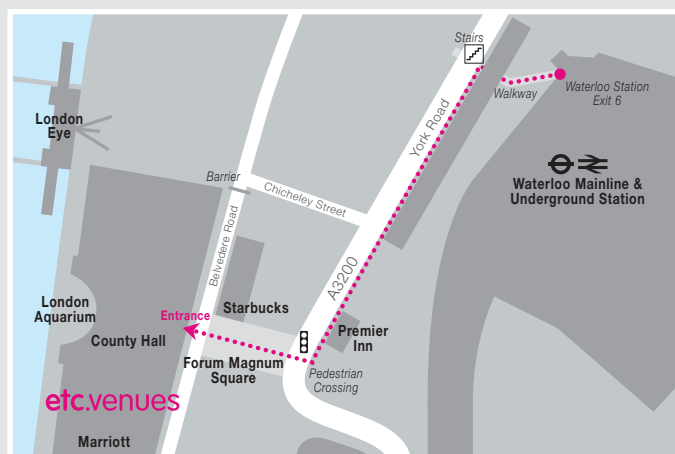 Stairs
Walkway
Waterloo Station
Exit 6
London
Eye
York Road
Waterloo Mainline &
Underground Station
Barrier
Chicheley Street
Belvedere Road
A3200
London
Aquarium
Entrance
Starbucks
County Hall
Premier
Inn
Forum Magnum
Square
Pedestrian
Crossing
etc.venues
Marriott